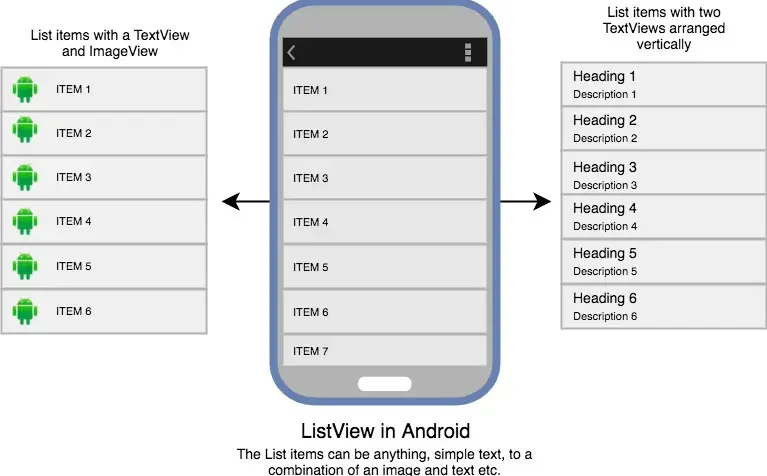 List items with a TextView
and ImageView
ITEM 1
ITEM 2
ITEM 3
ITEM 4
ITEM 5
ITEM 6
ITEM 1
ITEM 2
ITEM 3
ITEM 4
ITEM 5
ITEM 6
ITEM 7
List items with two
TextViews arranged
vertically
Heading 1
Description 1
Heading 2
Description 2
Heading 3
Description 3
Heading 4
Description 4
Heading 5
Description 5
Heading 6
Description 6
ListView in Android
The List items can be anything, simple text, to a
combination of an image and text etc.